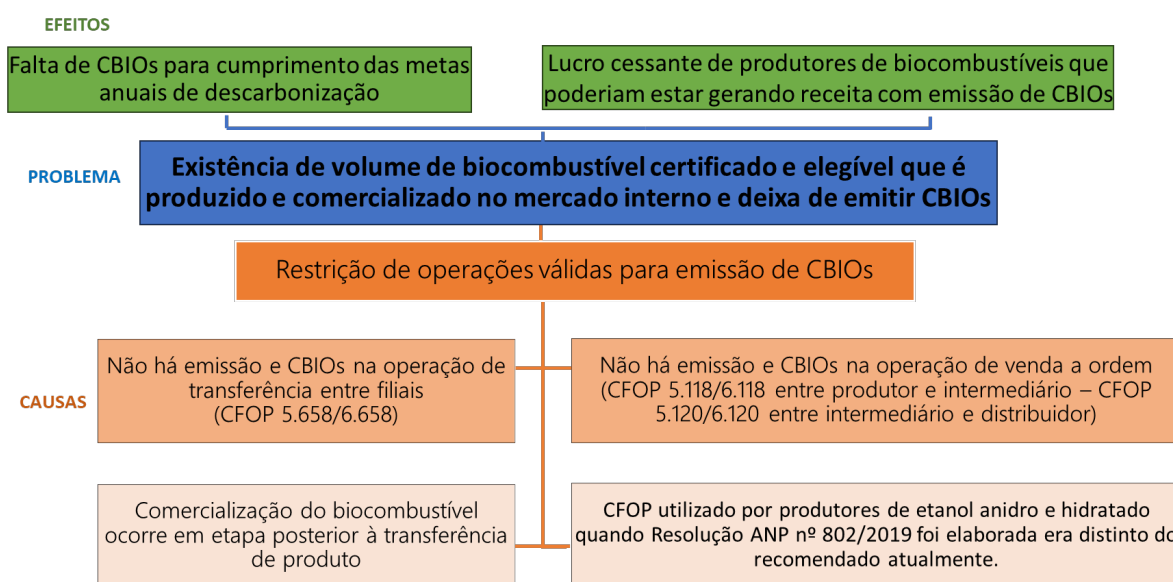 EFEITOS
Falta de CBIOs para cumprimento das metas
anuais de descarbonização
Lucro cessante de produtores de biocombustíveis que
poderiam estar gerando receita com emissão de CBIOs
PROBLEMA
Existência de volume de biocombustível certificado e elegível que é
produzido e comercializado no mercado interno e deixa de emitir CBIOs
Restrição de operações válidas para emissão de CBIOs
CAUSAS
Não há emissão e CBIOs na operação de
transferência entre filiais
(CFOP 5.658/6.658)
Não há emissão e CBIOs na operação de venda a ordem
(CFOP 5.118/6.118 entre produtor e intermediário – CFOP
5.120/6.120 entre intermediário e distribuidor)
Comercialização do biocombustível
ocorre em etapa posterior à transferência
de produto
CFOP utilizado por produtores de etanol anidro e hidratado
quando Resolução ANP nº 802/2019 foi elaborada era distinto do
recomendado atualmente.